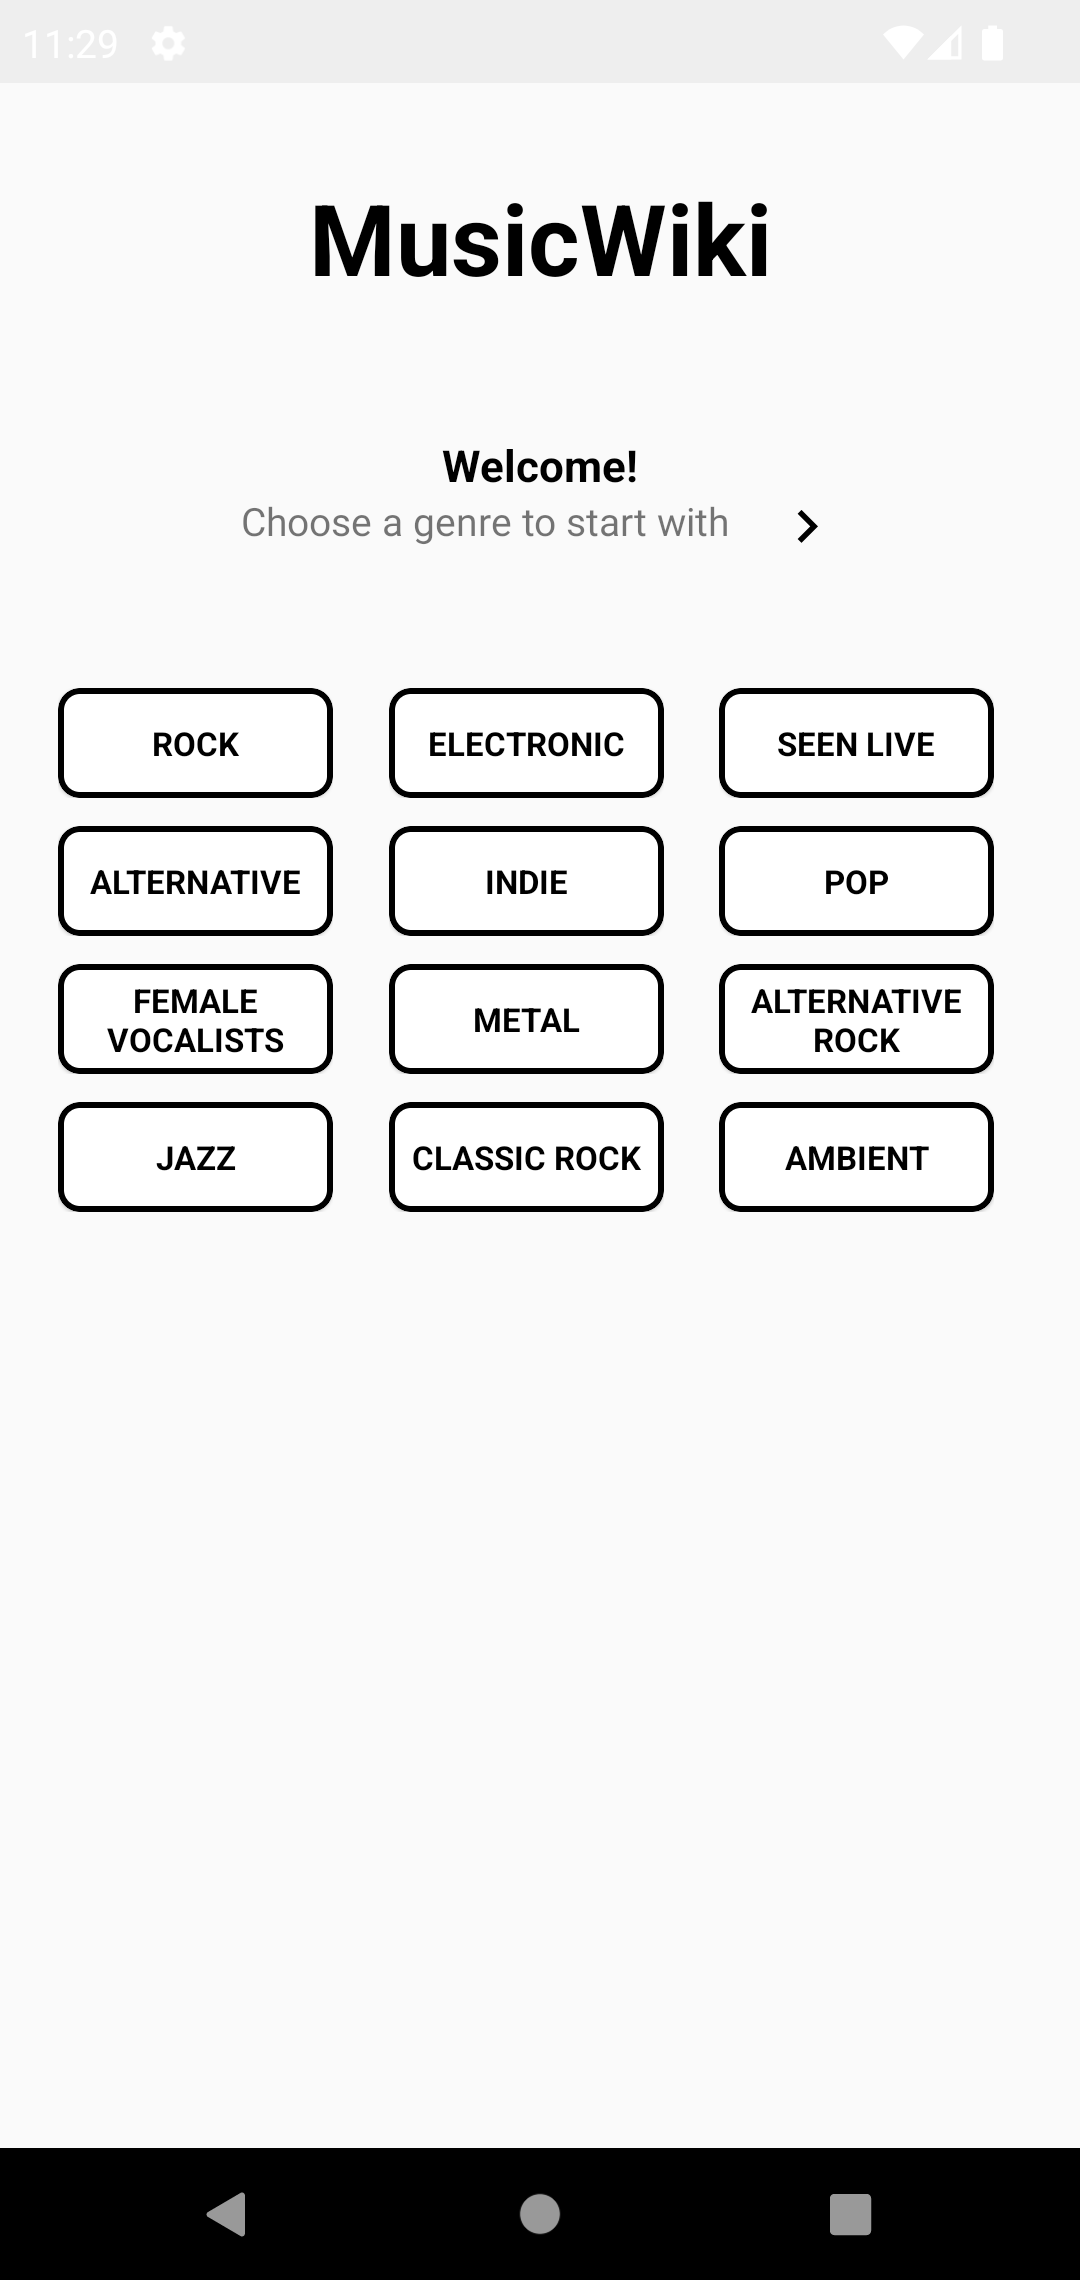 11:29
MusicWiki
Welcome!
Choose a genre to start with
ROCK
ELECTRONIC
SEEN LIVE
ALTERNATIVE
INDIE
POP
FEMALE
VOCALISTS
METAL
ALTERNATIVE
ROCK
JAZZ
CLASSIC ROCK
AMBIENT